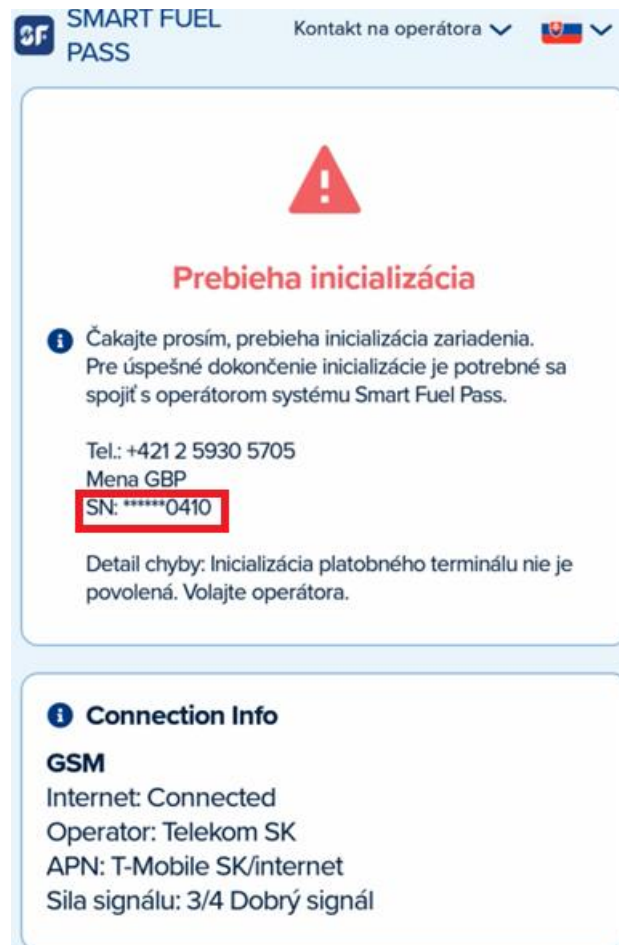 SF
SMART FUEL
PASS
Kontakt na operátora
Prebieha inicializácia
Čakajte prosím, prebieha inicializácia zariadenia.
Pre úspešné dokončenie inicializácie je potrebné sa
spojiť s operátorom systému Smart Fuel Pass.
Tel.: +421 2 5930 5705
Mena GBP
SN: ******0410
Detail chyby: Inicializácia platobného terminálu nie je
povolená. Volajte operátora.
Connection Info
GSM
Internet: Connected
Operator: Telekom SK
APN: T-Mobile SK/internet
Sila signálu: 3/4 Dobrý signál